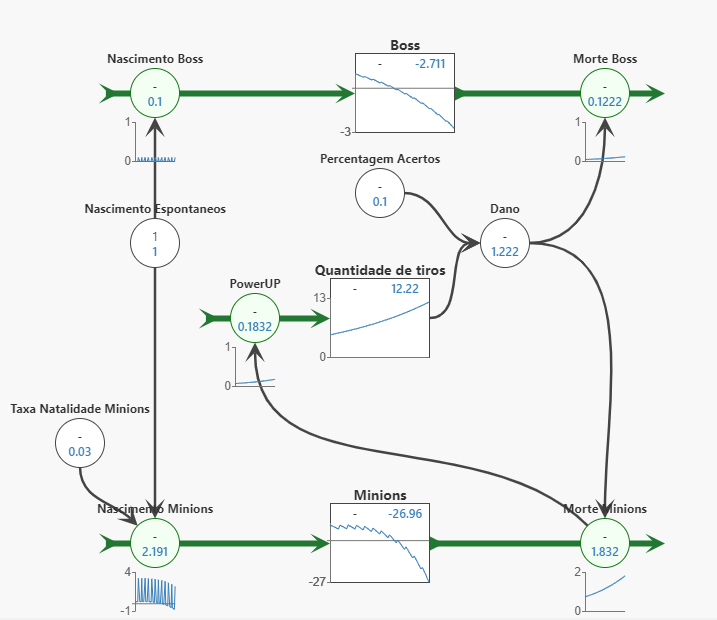 Boss
Nascimento Boss
- -2.711
Morte Boss
-
0.1
-
0.1222
-3
1
0
1
0
Percentagem Acertos
-
0.1
Nascimento Espontaneos
1
1
Dano
-
1.222
Quantidade de tiros
PowerUP
- 12.22
13
0
-
0.1832
1
0
Taxa Natalidade Minions
-
0.03
Minions
Nascimento Minions
- -26.96
Morte Minions
-
2.191
-
1.832
-27
4
-1
2
0